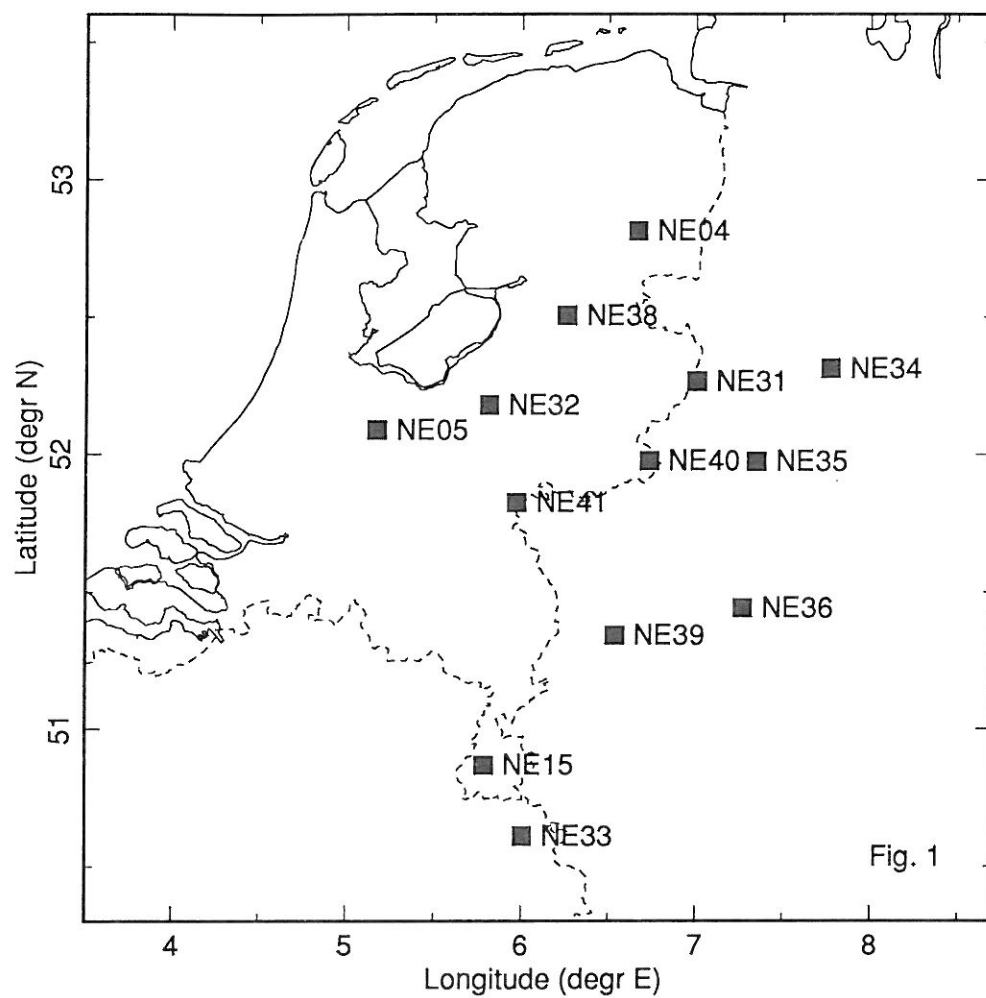 53
NE04
NE38
NE34
NE31
NE32
NE05
52
NE40
NE35
NE41
NE36
NE39
51
NE15
NE33
Fig. 1
4 5 6 7 8
Longitude (degr E)
Latitude (degr N)